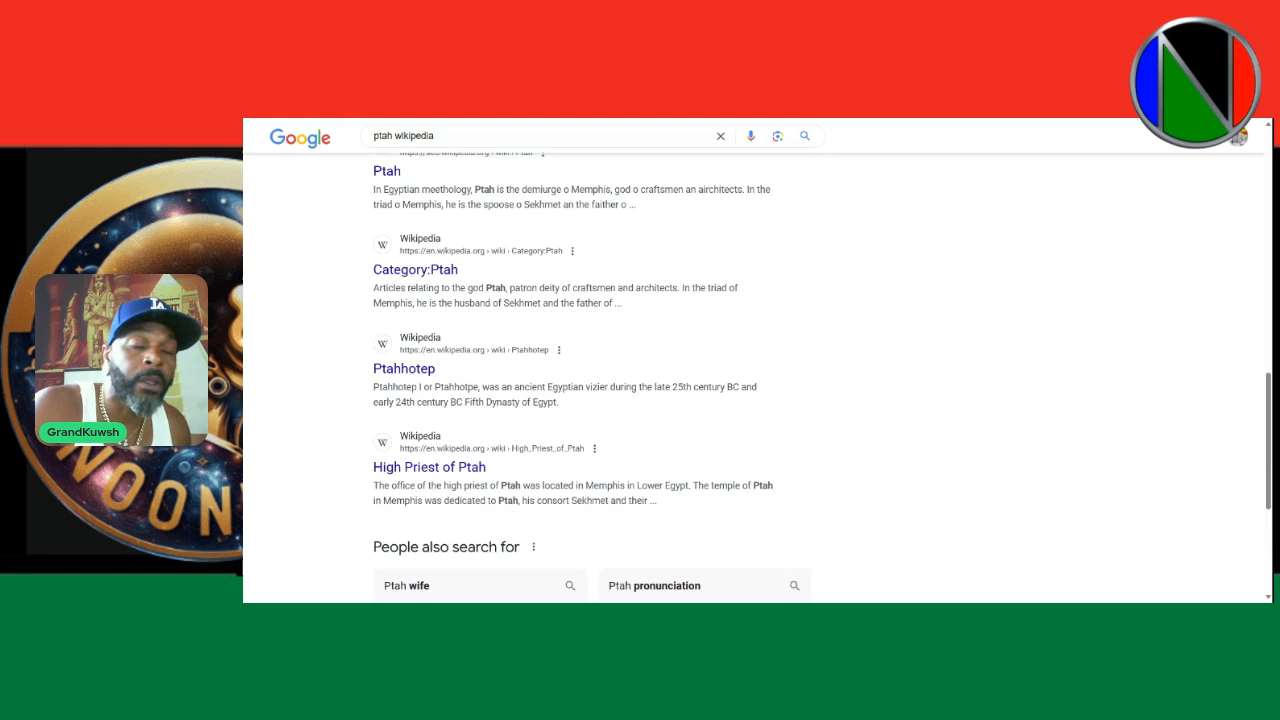 Google
ptah wikipedia
Ptah
In Egyptian meethology, Ptah is the demiurge o Memphis, god o craftsmen an airchitects. In the
triad o Memphis, he is the spoose o Sekhmet an the faither o ...
W
Wikipedia
https://en.wikipedia.org › wiki › Category:Ptah
Category:Ptah
Articles relating to the god Ptah, patron deity of craftsmen and architects. In the triad of
Memphis, he is the husband of Sekhmet and the father of ...
W
Wikipedia
https://en.wikipedia.org › wiki › Ptahhotep
Ptahhotep
Ptahhotep I or Ptahhotpe, was an ancient Egyptian vizier during the late 25th century BC and
early 24th century BC Fifth Dynasty of Egypt.
W
Wikipedia
https://en.wikipedia.org › wiki › High_Priest_of_Ptah
High Priest of Ptah
The office of the high priest of Ptah was located in Memphis in Lower Egypt. The temple of Ptah
in Memphis was dedicated to Ptah, his consort Sekhmet and their ...
People also search for
Ptah wife
Ptah pronunciation
LA
GrandKuwsh
NOON
N